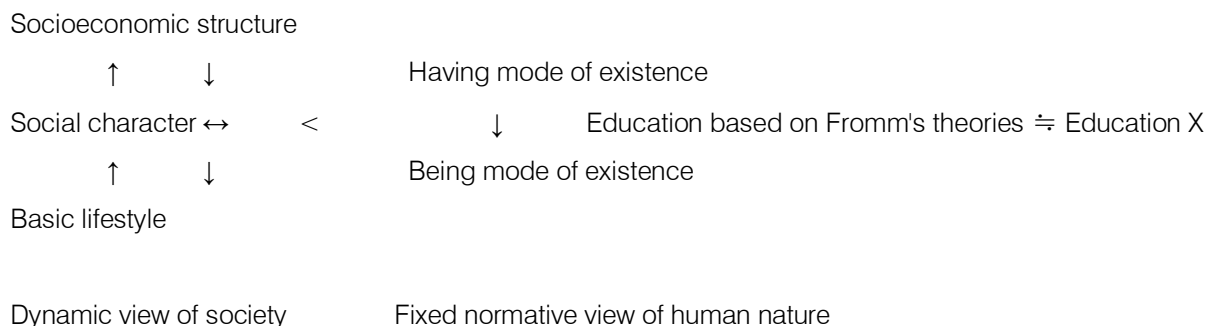 Socioeconomic structure
↑ ↓ Having mode of existence
Social character ↔ < ↓ Education based on Fromm's theories ≒ Education X
↑ ↓ Being mode of existence
Basic lifestyle
Dynamic view of society Fixed normative view of human nature